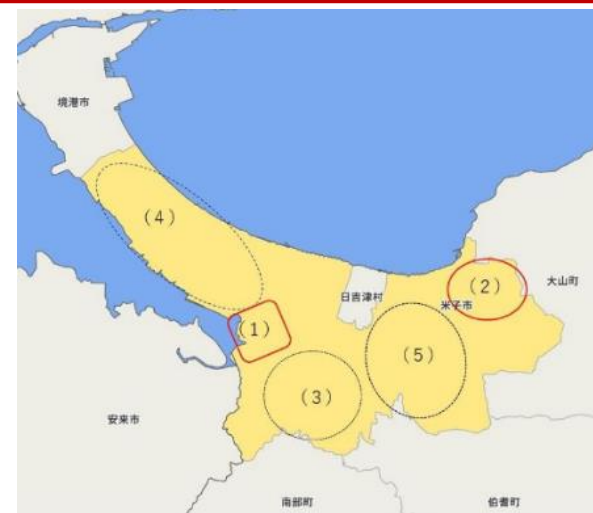 境港市
(4)
(2)
大山町
日吉津村
米子市
(1)
(5)
(3)
安来市
南部町
伯耆町